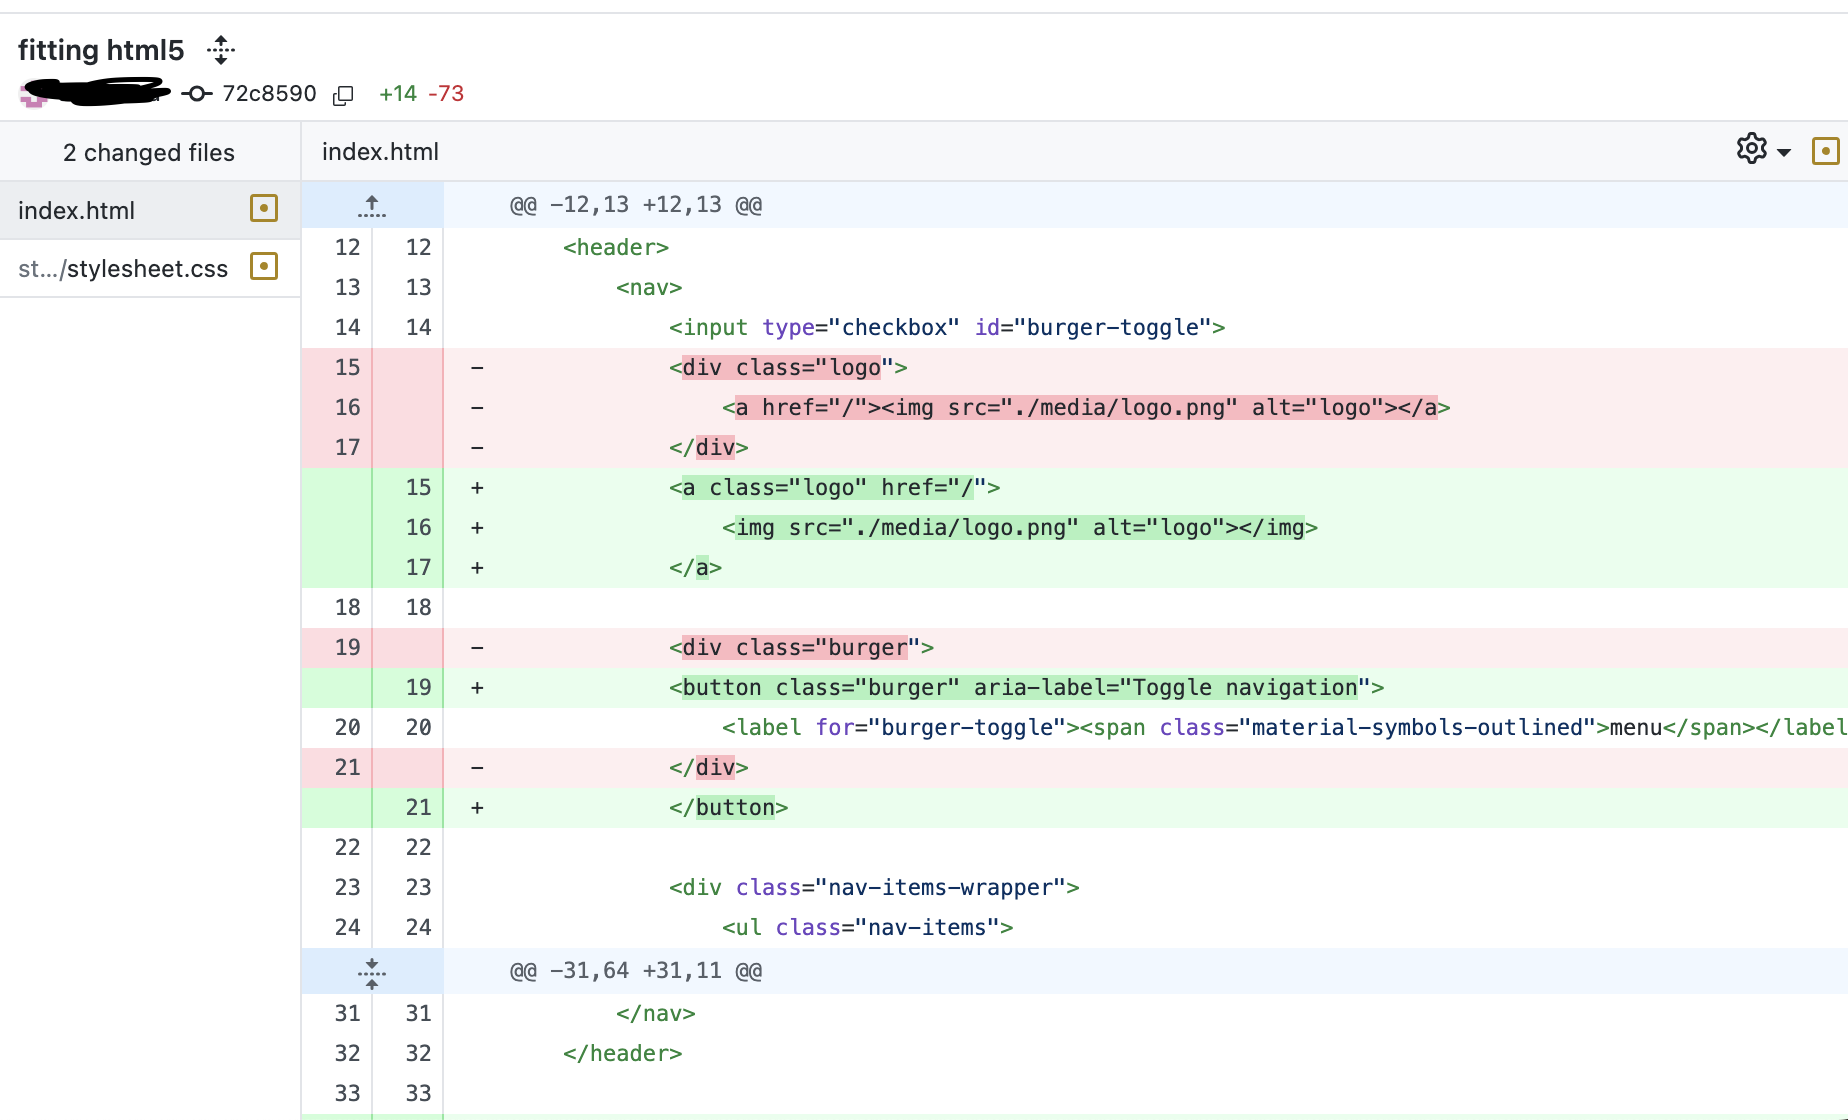 fitting html5
72c8590 +14 -73
2 changed files
index.html
index.html
st.../stylesheet.css
@@ -12,13 +12,13 @@
12 12 <header>
13 13 <nav>
14 14 <input type="checkbox" id="burger-toggle">
15 - <div class="logo">
16 - <a href="/"><img src="./media/logo.png" alt="logo"></a>
17 - </div>
15 + <a class="logo" href="/">
16 + <img src="./media/logo.png" alt="logo"></img>
17 + </a>
18 18
19 - <div class="burger">
19 + <button class="burger" aria-label="Toggle navigation">
20 20 <label for="burger-toggle"><span class="material-symbols-outlined">menu</span></label
21 - </div>
21 + </button>
22 22
23 23 <div class="nav-items-wrapper">
24 24 <ul class="nav-items">
@@ -31,64 +31,11 @@
31 31 </nav>
32 32 </header>
33 33